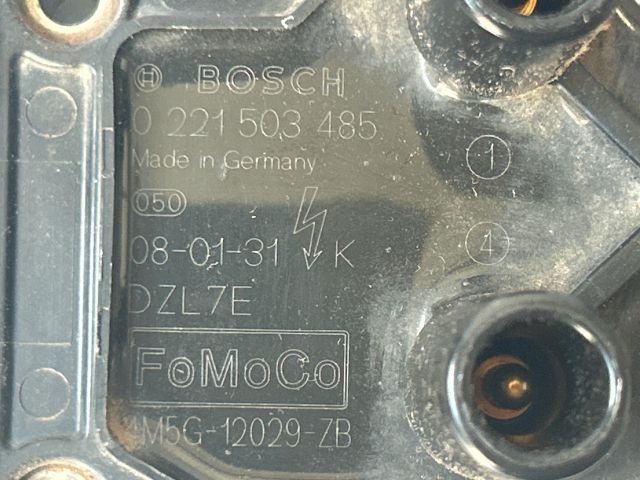 BOSCH
0 221 503 485
Made in Germany
1
050
4
08-01-31 K
DZL7E
FoMoCo
4M5G-12029-ZB